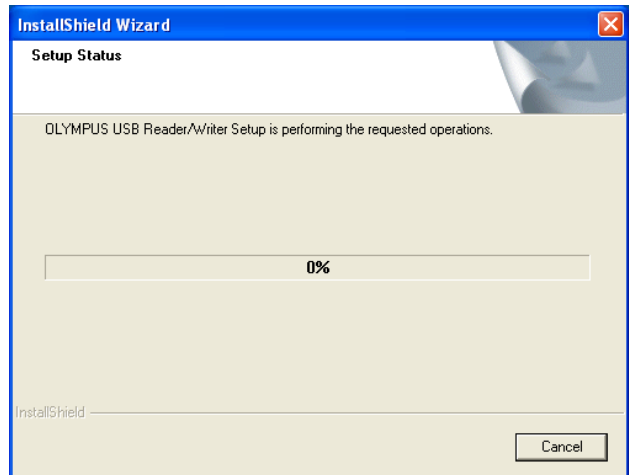 InstallShield Wizard
Setup Status
OLYMPUS USB Reader/Writer Setup is performing the requested operations.
0%
InstallShield
Cancel